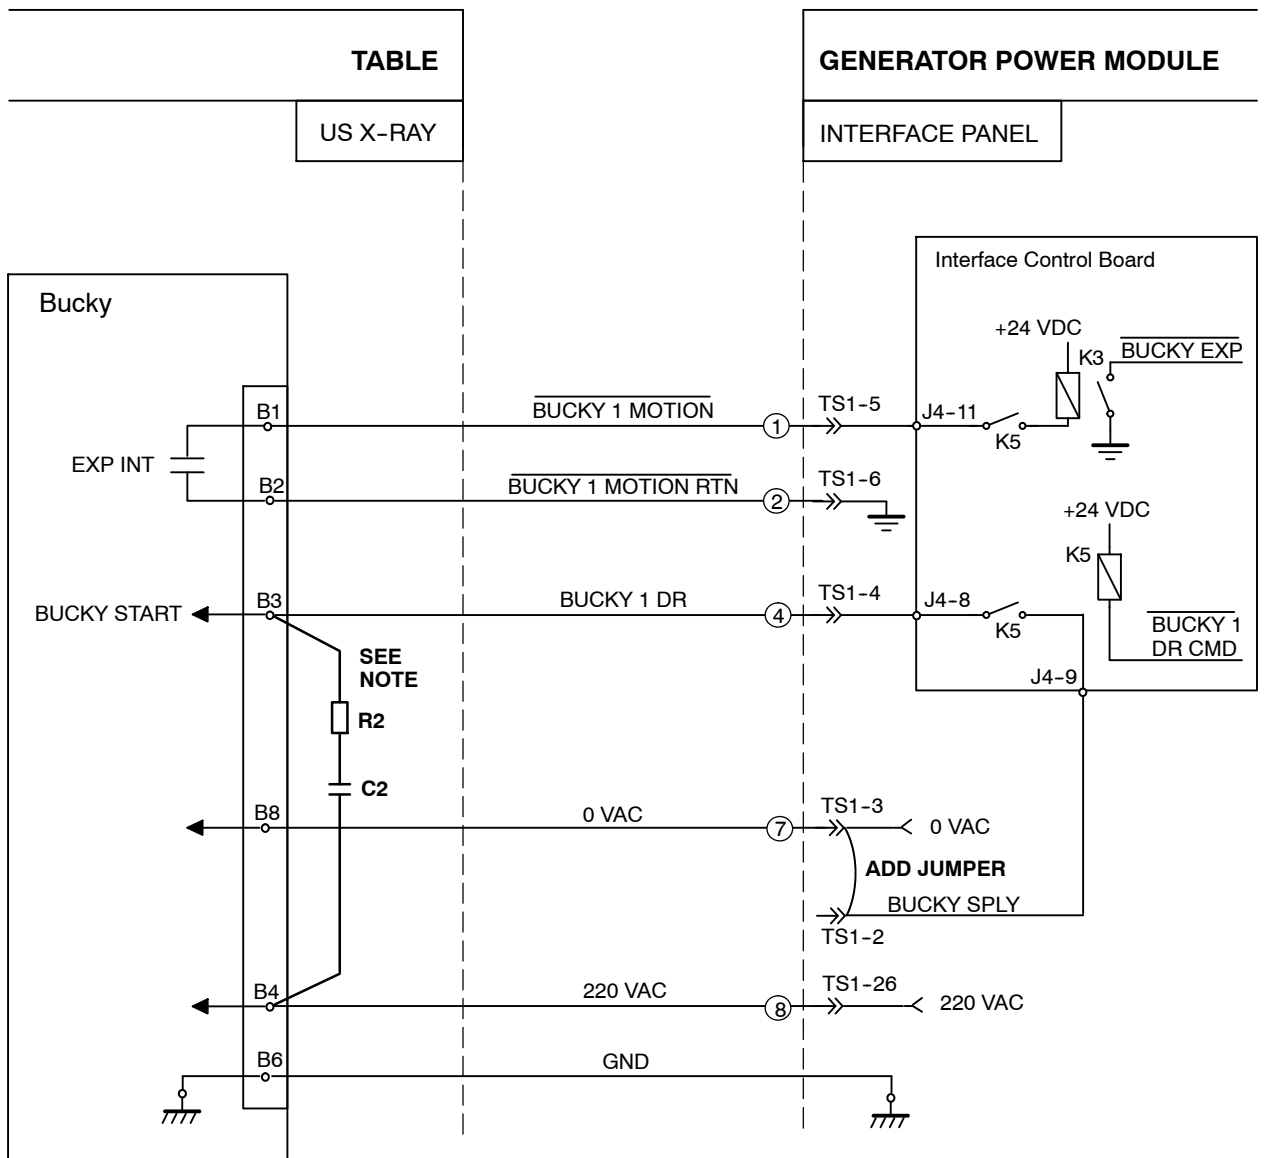 TABLE
GENERATOR POWER MODULE
US X-RAY
INTERFACE PANEL
Interface Control Board
Bucky
+24 VDC
K3
BUCKY EXP
B1
BUCKY 1 MOTION
1
TS1-5
J4-11
K5
EXP INT
B2
BUCKY 1 MOTION RTN
2
TS1-6
+24 VDC
K5
BUCKY START
B3
BUCKY 1 DR
4
TS1-4
J4-8
K5
BUCKY 1
DR CMD
SEE
NOTE
J4-9
R2
C2
B8
0 VAC
7
TS1-3
0 VAC
ADD JUMPER
BUCKY SPLY
TS1-2
B4
220 VAC
8
TS1-26
220 VAC
B6
GND